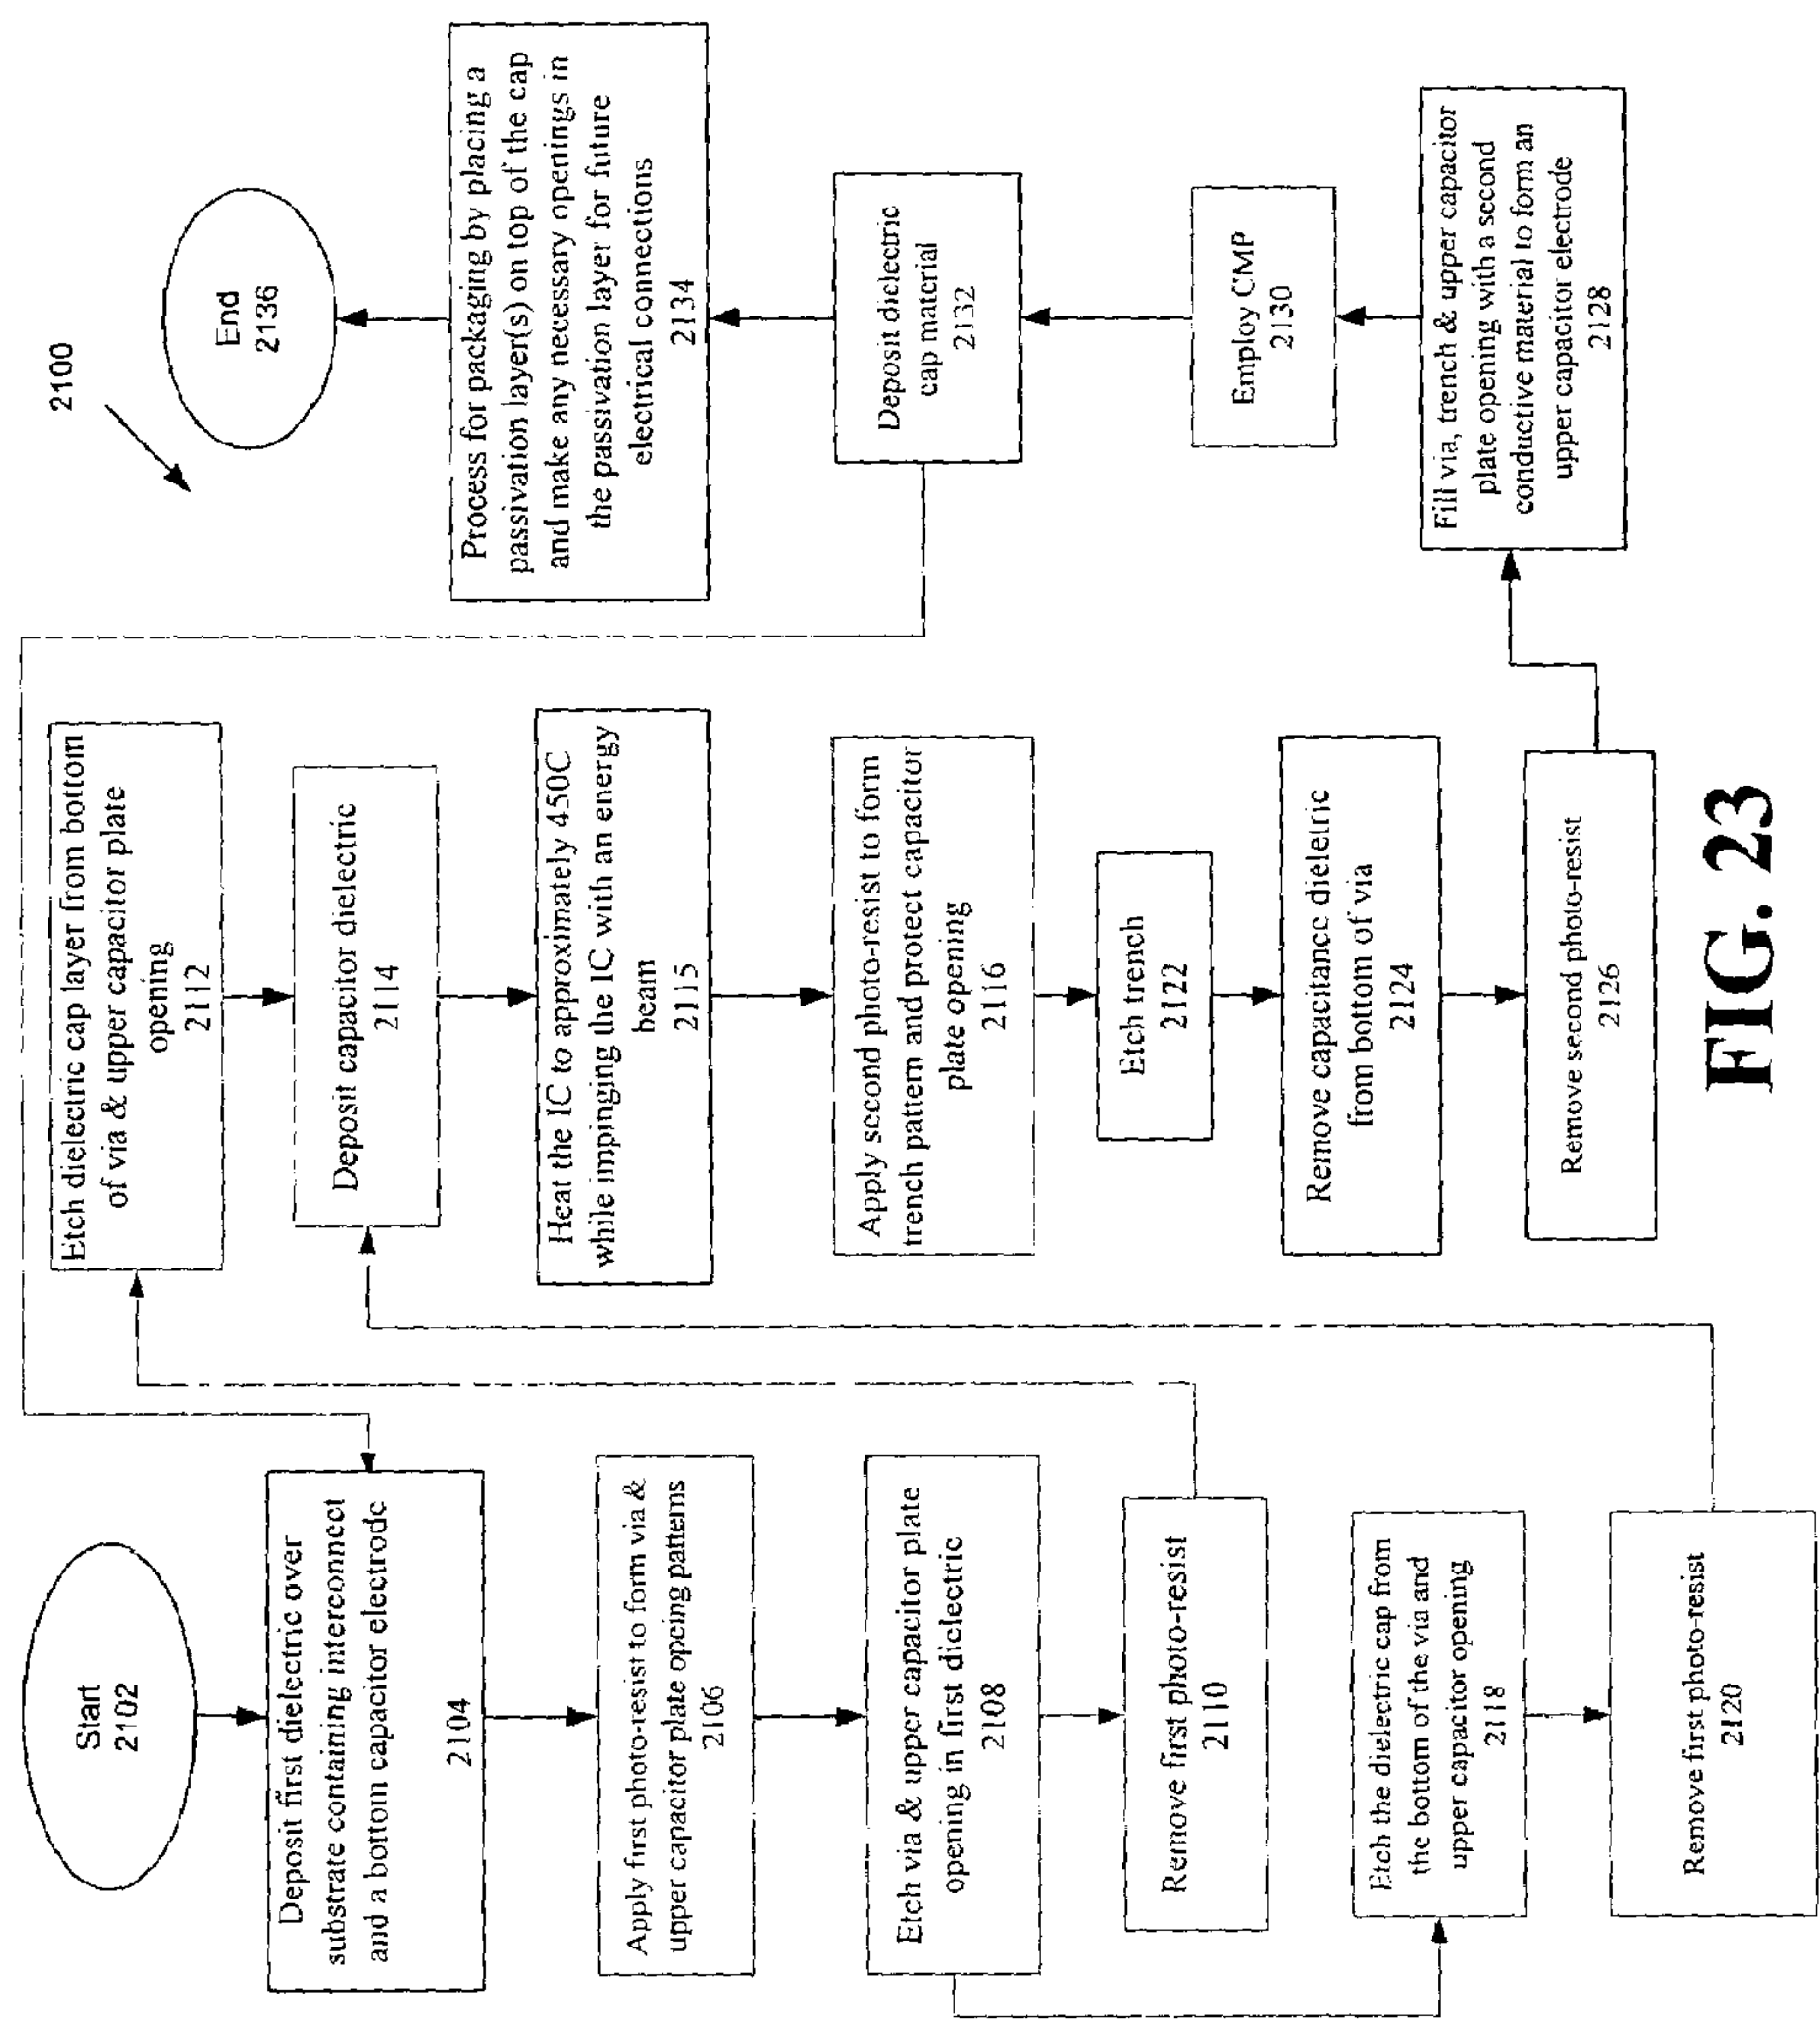 2100
Start
2102
Deposit first dielectric over
substrate containing interconnect
and a bottom capacitor electrode
2104
Apply first photo-resist to form via &
upper capacitor plate opeing patterns
2106
Etch via & upper capacitor plate
opening in first dielectric
2108
Remove first photo-resist
2110
Etch the dielectric cap from
the bottom of the via and
upper capacitor opening
2118
Remove first photo-resist
2120
Etch dielectric cap layer from bottom
of via & upper capacitor plate
opening
2112
Deposit capacitor dielectric
2114
Heat the IC to approximately 450C
while impinging the IC with an energy
beam
2115
Apply second photo-resist to form
trench pattern and protect capacitor
plate opening
2116
Etch trench
2122
Remove capacitance dieletric
from bottom of via
2124
Remove second photo-resist
2126
End
2136
Process for packaging by placing a
passivation layer(s) on top of the cap
and make any necessary openings in
the passivation layer for future
electrical connections
2134
Deposit dielectric
cap material
2132
Employ CMP
2130
Fill via, trench & upper capacitor
plate opening with a second
conductive material to form an
upper capacitor electrode
2128
FIG. 23